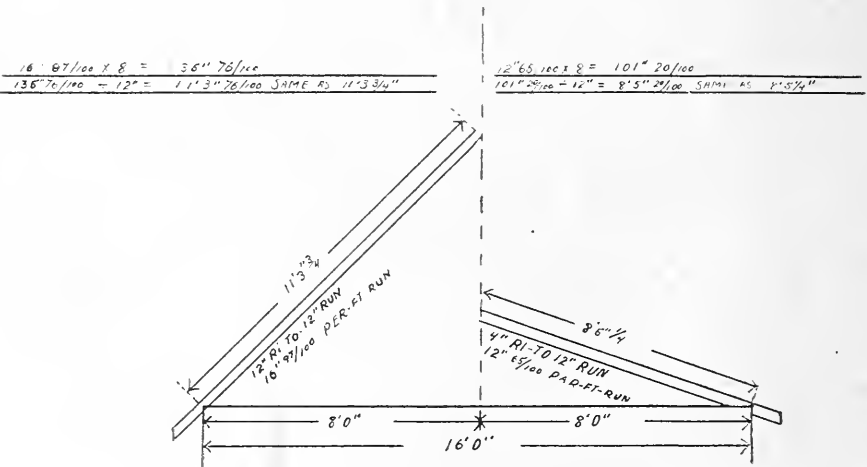 16" 97/100 X 8 = 35" 76/100
135" 76/100 ÷ 12" = 11'3" 76/100 SAME AS 11'3 3/4"
12" 65/100 X 8 = 101" 20/100
101" 20/100 ÷ 12" = 8'5" 20/100 SAME AS 8'5 1/4"
11'3" 3/4
12" RI TO-12" RUN
16" 97/100 PER-FT RUN
8'6" 1/4
4" RI-TO 12" RUN
12" 65/100 PAR-FT-RUN
8'0"
8'0"
16'0"